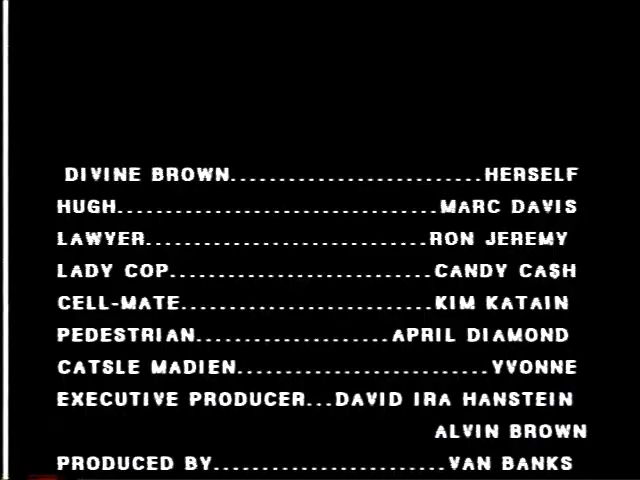 DIVINE BROWN..........................HERSELF
HUGH.................................MARC DAVIS
LAWYER.............................RON JEREMY
LADY COP...........................CANDY CA$H
CELL-MATE..........................KIM KATAIN
PEDESTRIAN....................APRIL DIAMOND
CATSLE MADIEN..........................YVONNE
EXECUTIVE PRODUCER...DAVID IRA HANSTEIN
ALVIN BROWN
PRODUCED BY........................VAN BANKS